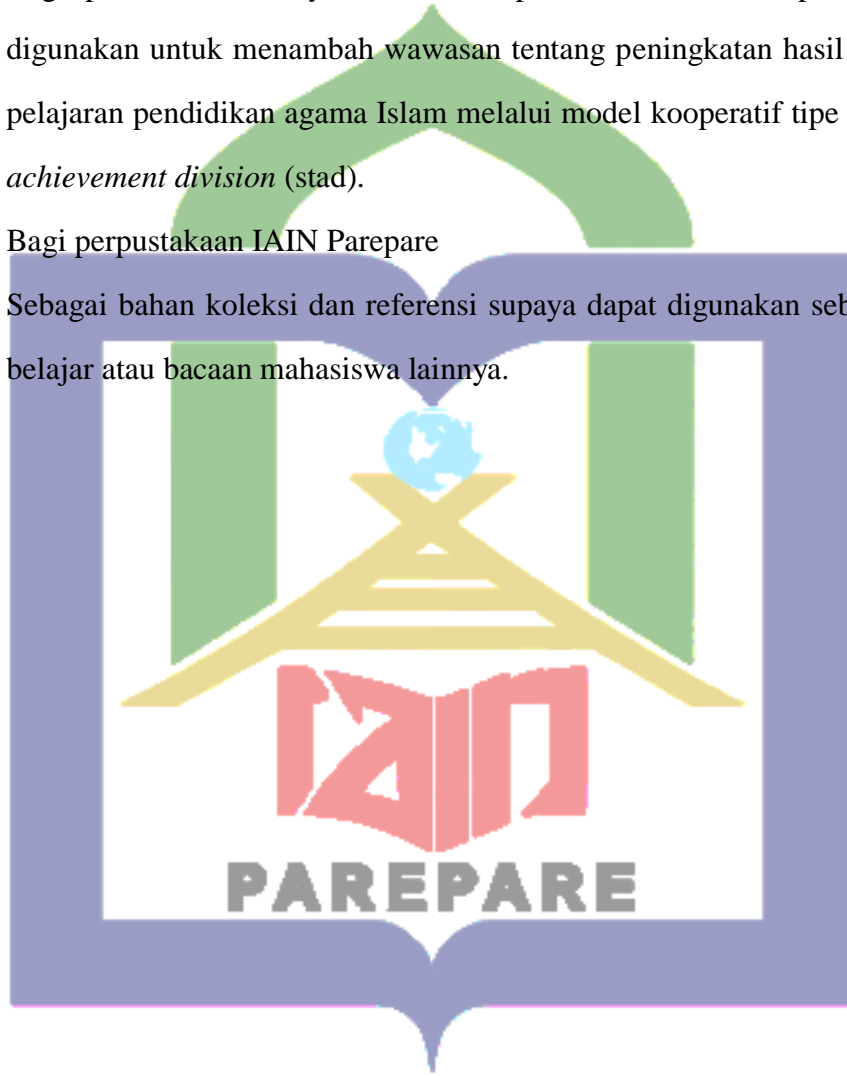 digunakan untuk menambah wawasan tentang peningkatan hasil
pelajaran pendidikan agama Islam melalui model kooperatif tipe
achievement division (stad).
Bagi perpustakaan IAIN Parepare
Sebagai bahan koleksi dan referensi supaya dapat digunakan
belajar atau bacaan mahasiswa lainnya.
iain
PAREPARE